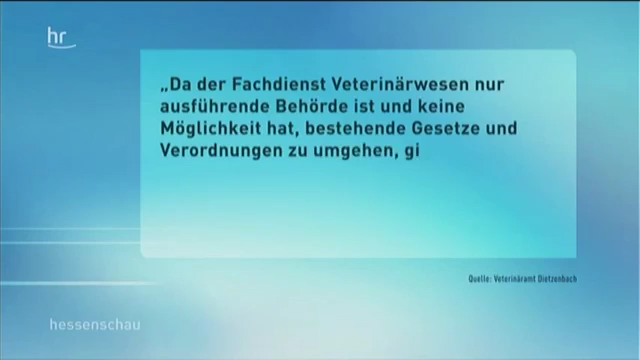 hr
„Da der Fachdienst Veterinärwesen nur
ausführende Behörde ist und keine
Möglichkeit hat, bestehende Gesetze und
Verordnungen zu umgehen, gi
Quelle: Veterinäramt Dietzenbach
hessenschau